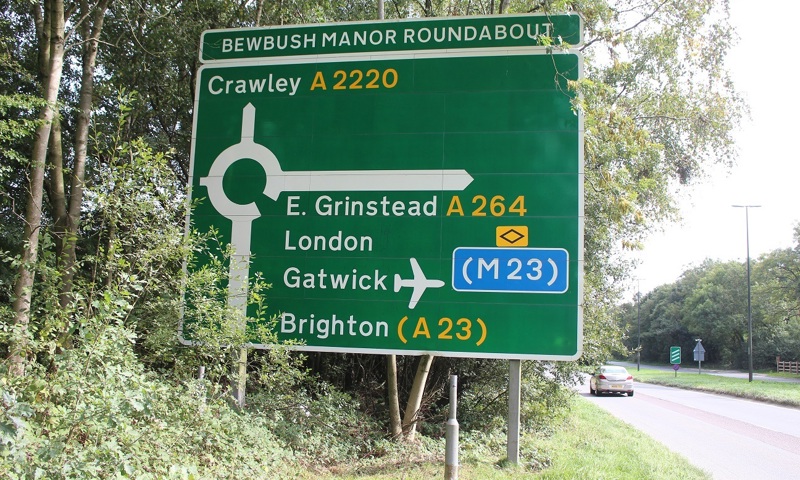 BEWBUSH MANOR ROUNDABOUT
Crawley A 2220
E. Grinstead A 264
London
Gatwick (M 23)
Brighton (A 23)